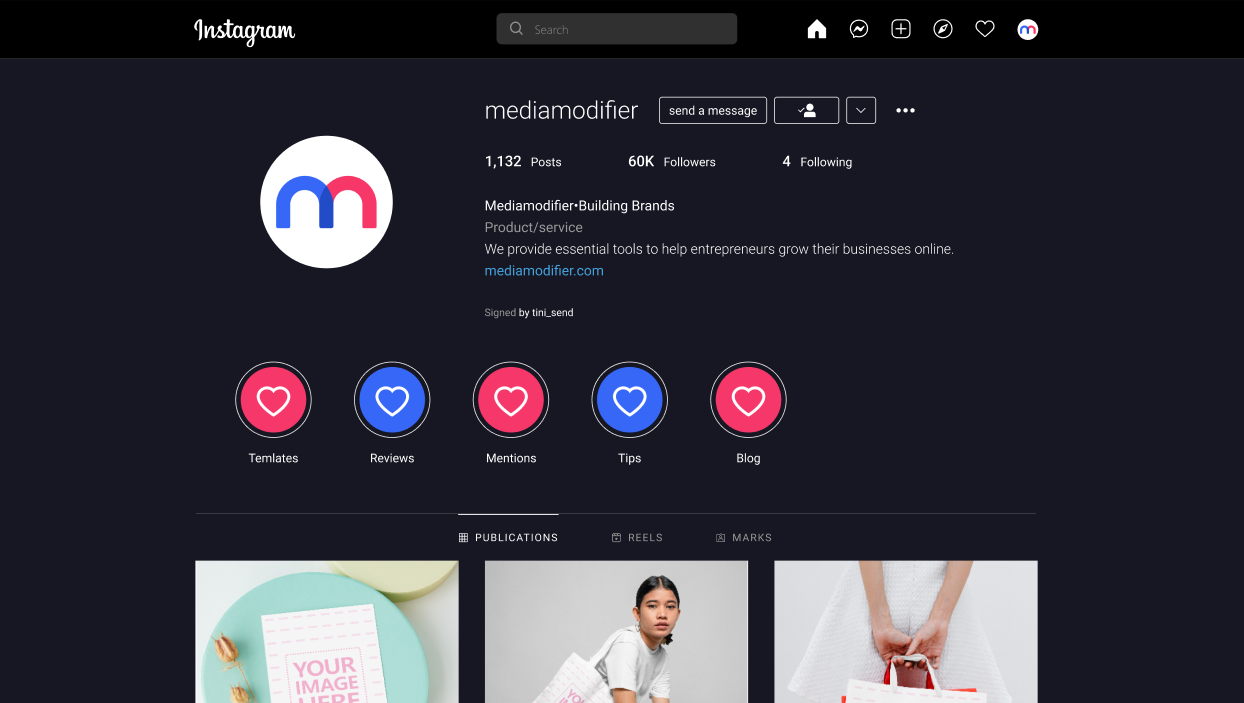 Instagram
Search
mediamodifier
send a message
1,132 Posts
60K Followers
4 Following
Mediamodifier•Building Brands
Product/service
We provide essential tools to help entrepreneurs grow their businesses online.
mediamodifier.com
Signed by tini_send
Temlates
Reviews
Mentions
Tips
Blog
PUBLICATIONS
REELS
MARKS
YOUR
IMAGE
HERE
YOUR